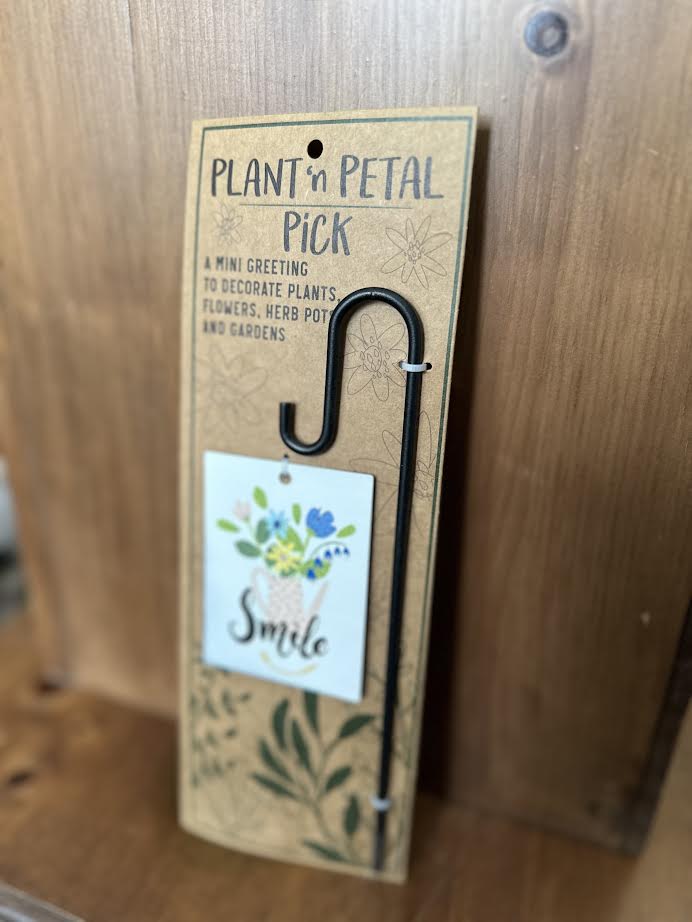 PLANT 'n PETAL
PiCK
A MINI GREETING
TO DECORATE PLANTS,
FLOWERS, HERB POTS
AND GARDENS
Smile